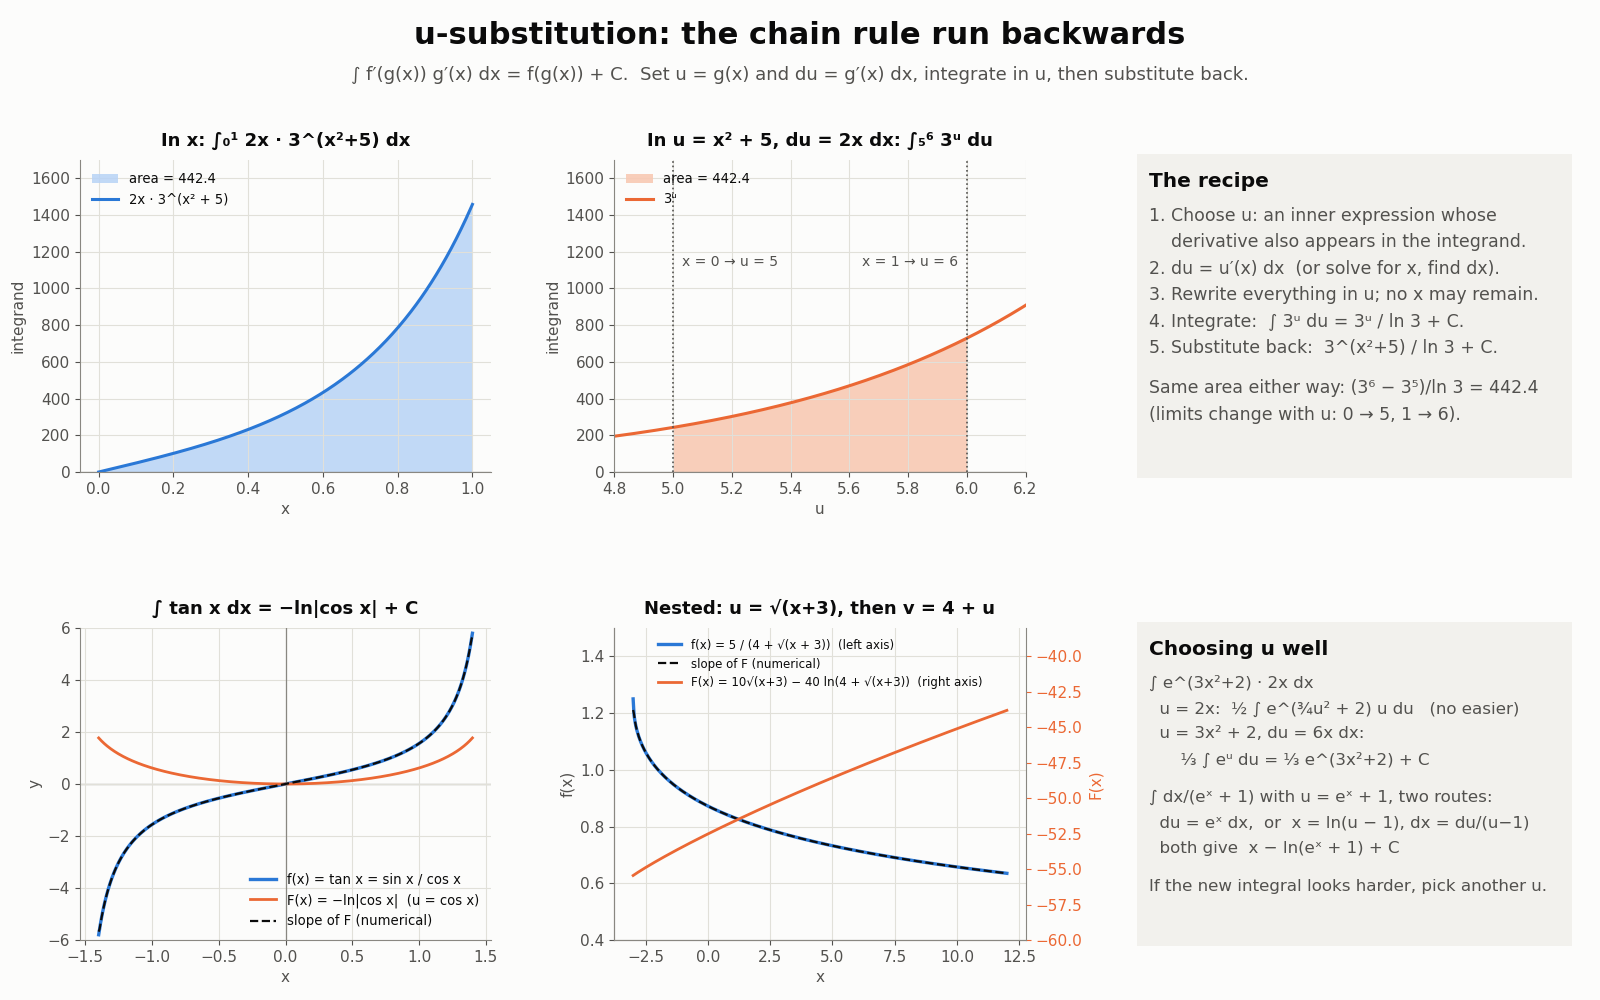 u-substitution: the chain rule run backwards
∫ f′(g(x)) g′(x) dx = f(g(x)) + C.  Set u = g(x) and du = g′(x) dx, integrate in u, then substitute back.
In x: ∫₀¹ 2x · 3^(x²+5) dx
1600
1400
1200
1000
800
600
400
200
0
integrand
area = 442.4
2x · 3^(x² + 5)
0.0 0.2 0.4 0.6 0.8 1.0
x
In u = x² + 5, du = 2x dx: ∫₅⁶ 3ᵘ du
1600
1400
1200
1000
800
600
400
200
0
integrand
area = 442.4
3ᵘ
x = 0 → u = 5
x = 1 → u = 6
4.8 5.0 5.2 5.4 5.6 5.8 6.0 6.2
u
The recipe
1. Choose u: an inner expression whose
derivative also appears in the integrand.
2. du = u′(x) dx  (or solve for x, find dx).
3. Rewrite everything in u; no x may remain.
4. Integrate:  ∫ 3ᵘ du = 3ᵘ / ln 3 + C.
5. Substitute back:  3^(x²+5) / ln 3 + C.
Same area either way: (3⁶ − 3⁵)/ln 3 = 442.4
(limits change with u: 0 → 5, 1 → 6).
∫ tan x dx = −ln|cos x| + C
6
4
2
0
−2
−4
−6
y
f(x) = tan x = sin x / cos x
F(x) = −ln|cos x|  (u = cos x)
slope of F (numerical)
−1.5 −1.0 −0.5 0.0 0.5 1.0 1.5
x
Nested: u = √(x+3), then v = 4 + u
1.4
1.2
1.0
0.8
0.6
0.4
f(x)
f(x) = 5 / (4 + √(x + 3))  (left axis)
slope of F (numerical)
F(x) = 10√(x+3) − 40 ln(4 + √(x+3))  (right axis)
−2.5 0.0 2.5 5.0 7.5 10.0 12.5
x
−40.0
−42.5
−45.0
−47.5
−50.0
−52.5
−55.0
−57.5
−60.0
F(x)
Choosing u well
∫ e^(3x²+2) · 2x dx
u = 2x:  ½ ∫ e^(¾u² + 2) u du   (no easier)
u = 3x² + 2, du = 6x dx:
⅓ ∫ eᵘ du = ⅓ e^(3x²+2) + C
∫ dx/(eˣ + 1) with u = eˣ + 1, two routes:
du = eˣ dx,  or  x = ln(u − 1), dx = du/(u−1)
both give  x − ln(eˣ + 1) + C
If the new integral looks harder, pick another u.